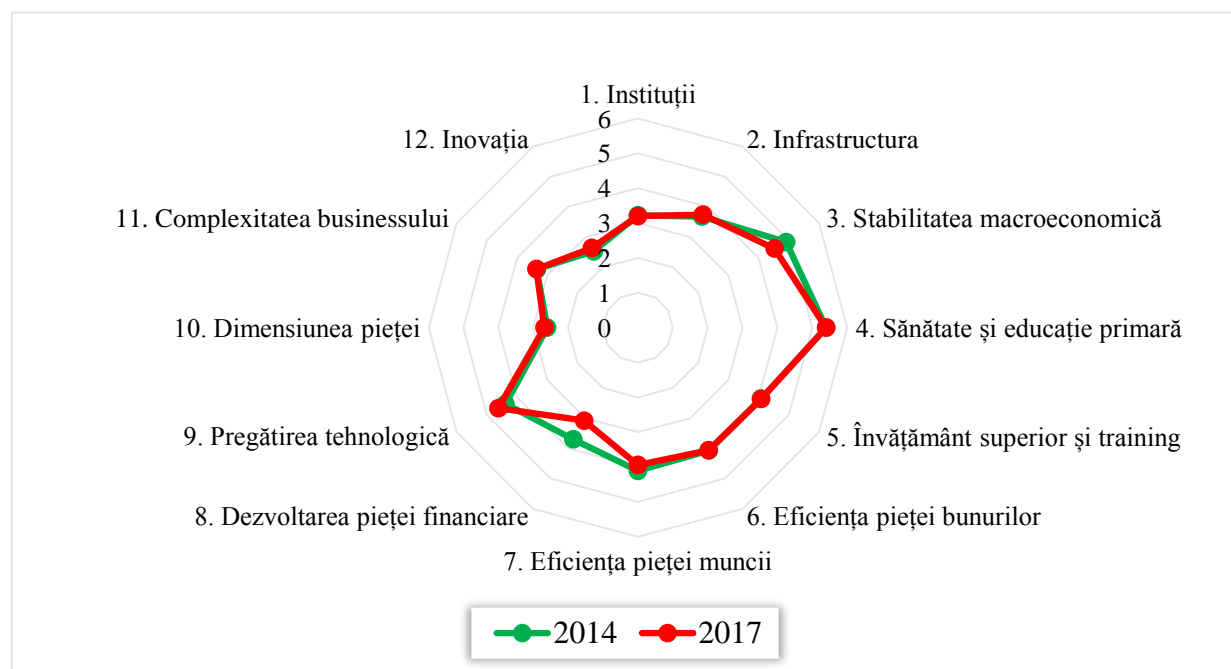 1. Instituții
2. Infrastructura
3. Stabilitatea macroeconomică
4. Sănătate și educație primară
5. Învățământ superior și training
6. Eficiența pieței bunurilor
7. Eficiența pieței muncii
8. Dezvoltarea pieței financiare
9. Pregătirea tehnologică
10. Dimensiunea pieței
11. Complexitatea businessului
12. Inovația
6
5
4
3
2
1
0
2014 2017